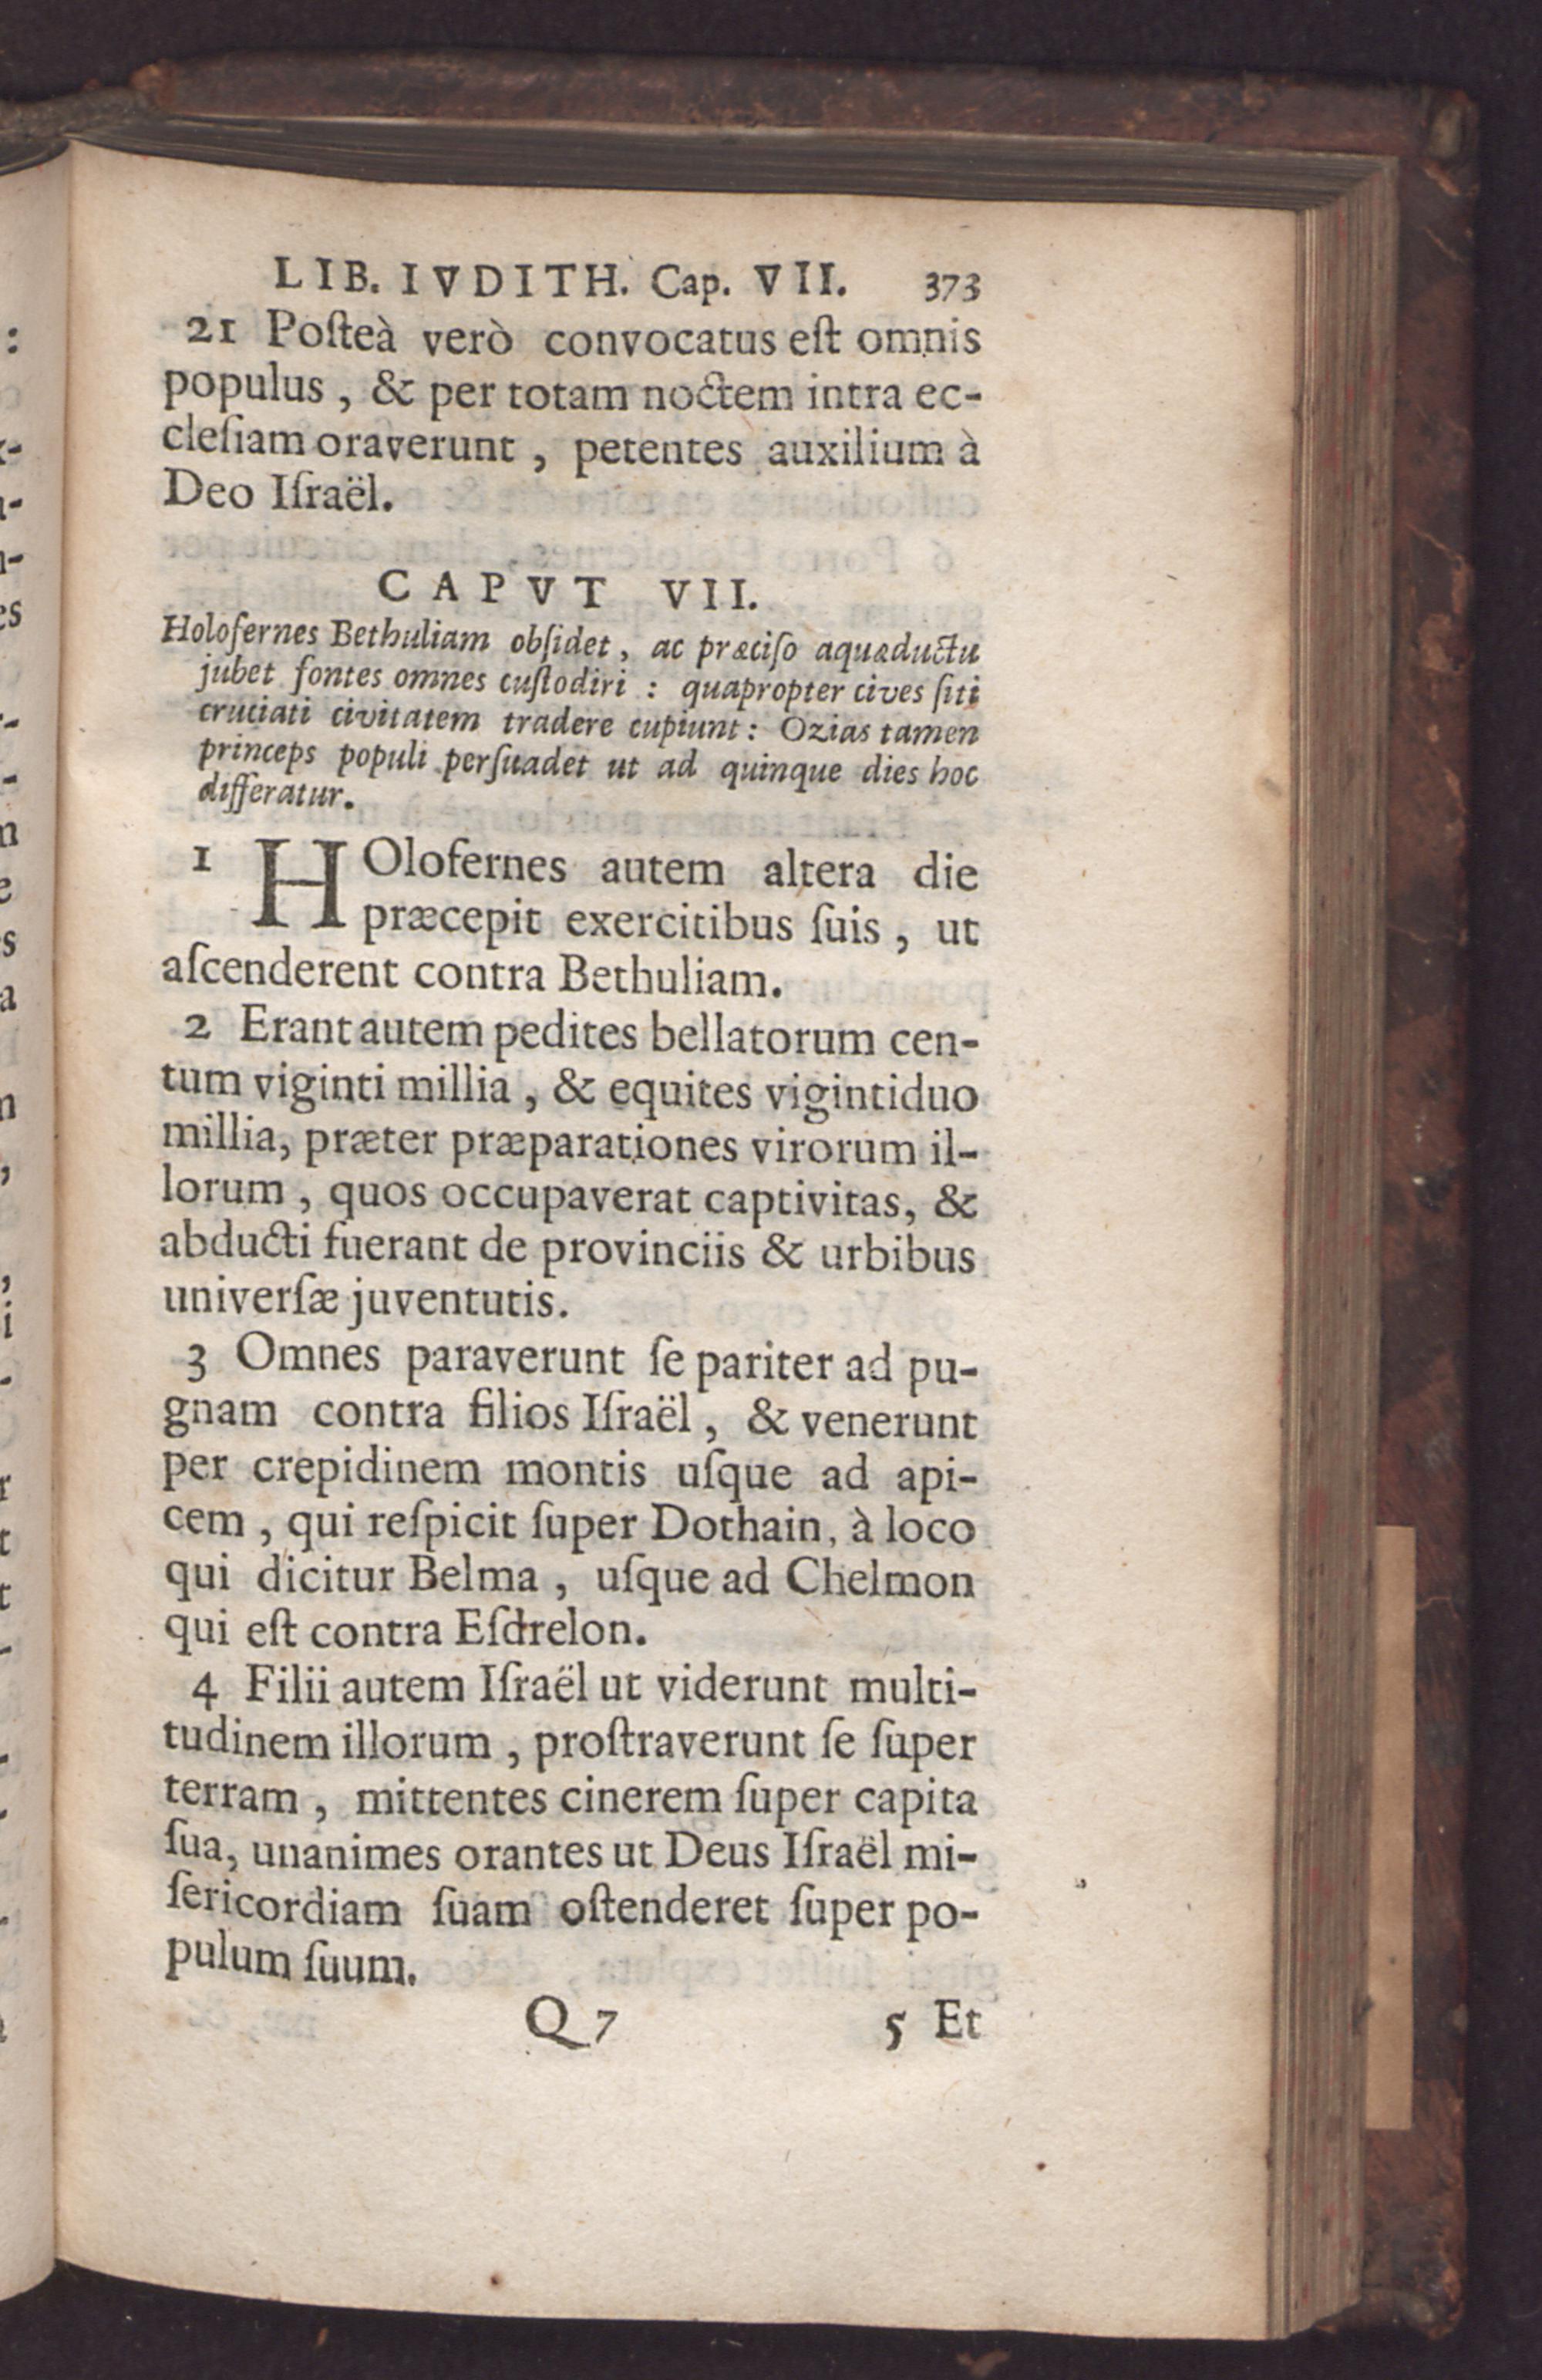 LIB. IVDITH. Cap. VII. 373
21 Poſteà verò convocatus eſt omnis
populus, & per totam noctem intra ec-
cleſiam oraverunt, petentes auxilium à
Deo Iſraël.
CAPVT VII.
Holofernes Bethuliam obſidet, ac præciſo aquæductu
jubet fontes omnes cuſtodiri: quapropter cives ſiti
cruciati civitatem tradere cupiunt: Ozias tamen
princeps populi perſuadet ut ad quinque dies hoc
differatur.
1 HOlofernes autem altera die
præcepit exercitibus ſuis, ut
aſcenderent contra Bethuliam.
2 Erant autem pedites bellatorum cen-
tum viginti millia, & equites vigintiduo
millia, præter præparationes virorum il-
lorum, quos occupaverat captivitas, &
abducti fuerant de provinciis & urbibus
univerſæ juventutis.
3 Omnes paraverunt ſe pariter ad pu-
gnam contra filios Iſraël, & venerunt
per crepidinem montis uſque ad api-
cem, qui reſpicit ſuper Dothain, à loco
qui dicitur Belma, uſque ad Chelmon
qui eſt contra Eſdrelon.
4 Filii autem Iſraël ut viderunt multi-
tudinem illorum, proſtraverunt ſe ſuper
terram, mittentes cinerem ſuper capita
ſua, unanimes orantes ut Deus Iſraël mi-
ſericordiam ſuam oſtenderet ſuper po-
pulum ſuum.
Q 7 5 Et